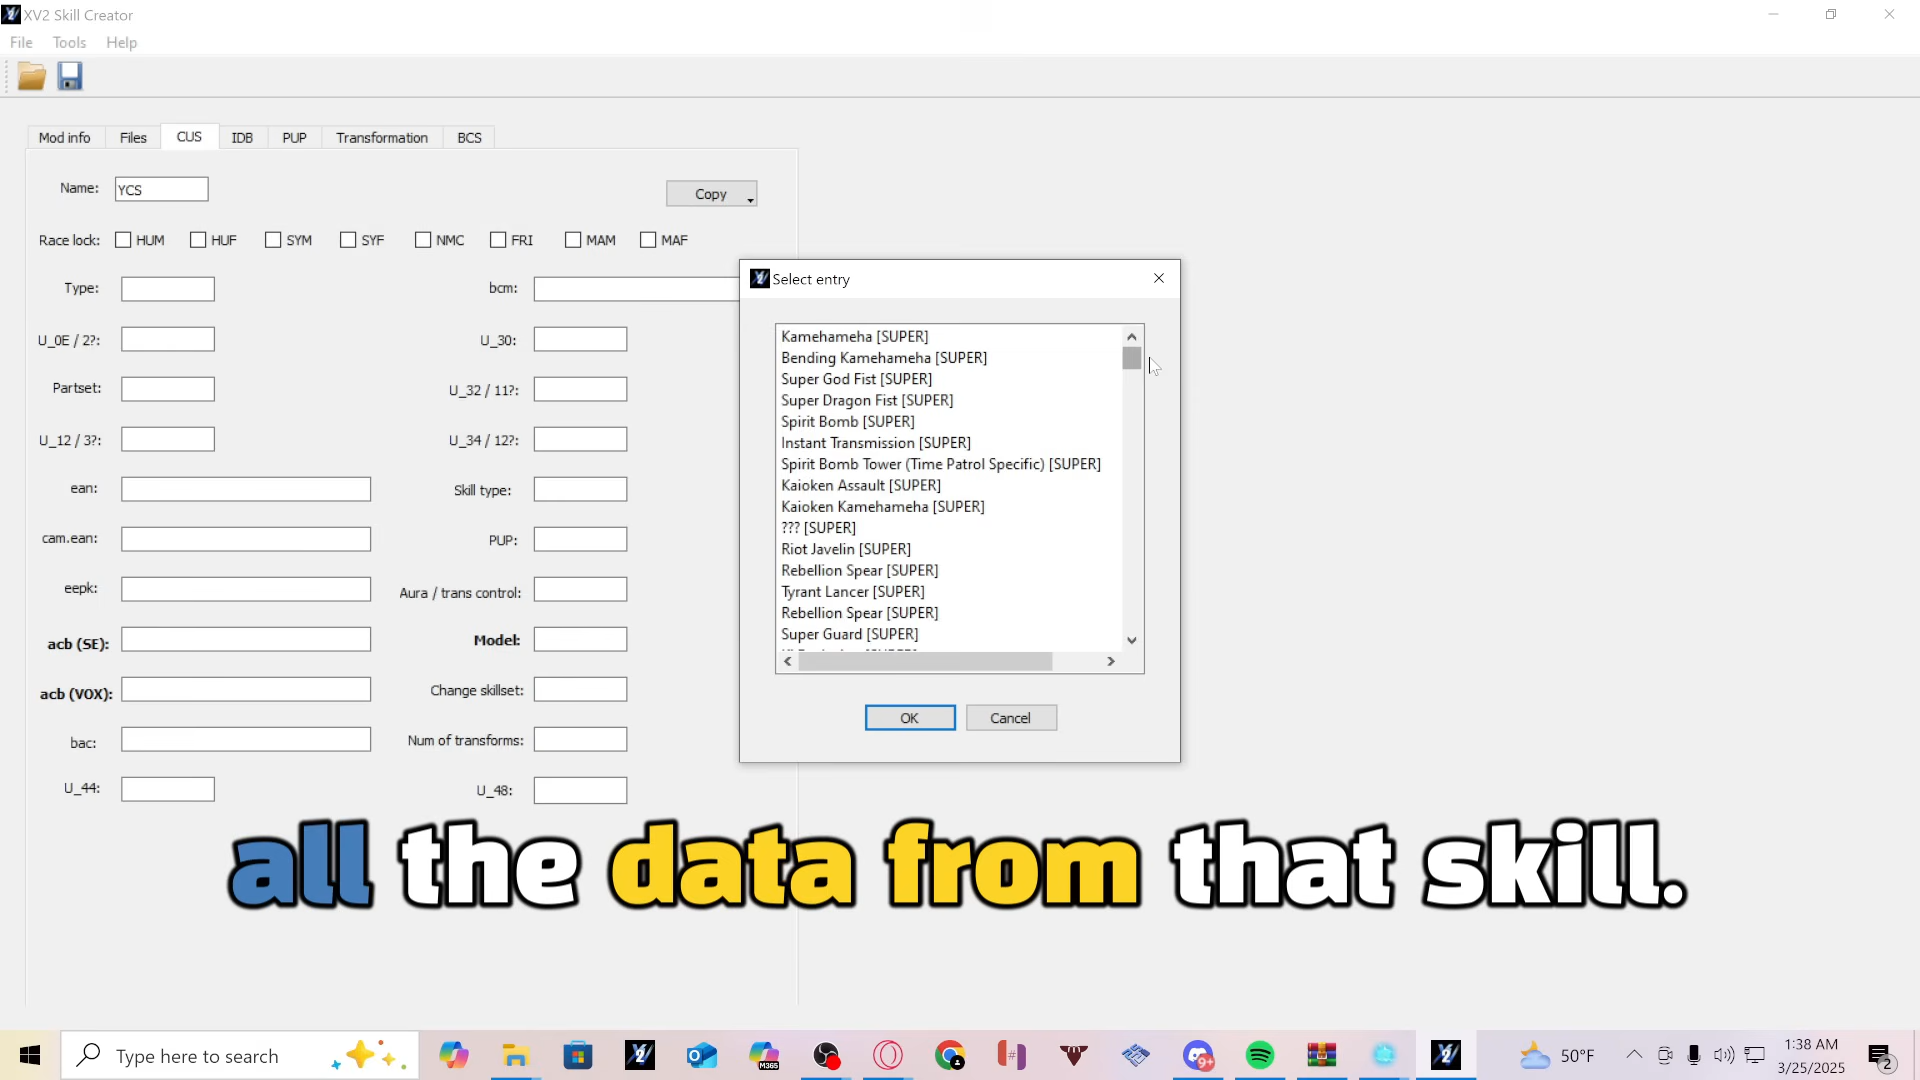 XV2 Skill Creator
File Tools Help
Mod info Files CUS IDB PUP Transformation BCS
Name: YCS Copy
Race lock: HUM HUF SYM SYF NMC FRI MAM MAF
Type: bcm:
U_0E / 2?: U_30:
Partset: U_32 / 11?:
U_12 / 3?: U_34 / 12?:
ean: Skill type:
cam.ean: PUP:
eepk: Aura / trans control:
acb (SE): Model:
acb (VOX): Change skillset:
bac: Num of transforms:
U_44: U_48:
Select entry
Kamehameha [SUPER]
Bending Kamehameha [SUPER]
Super God Fist [SUPER]
Super Dragon Fist [SUPER]
Spirit Bomb [SUPER]
Instant Transmission [SUPER]
Spirit Bomb Tower (Time Patrol Specific) [SUPER]
Kaioken Assault [SUPER]
Kaioken Kamehameha [SUPER]
??? [SUPER]
Riot Javelin [SUPER]
Rebellion Spear [SUPER]
Tyrant Lancer [SUPER]
Rebellion Spear [SUPER]
Super Guard [SUPER]
OK Cancel
all the data from that skill.
Type here to search
M365
9+
50°F
1:38 AM
3/25/2025
2